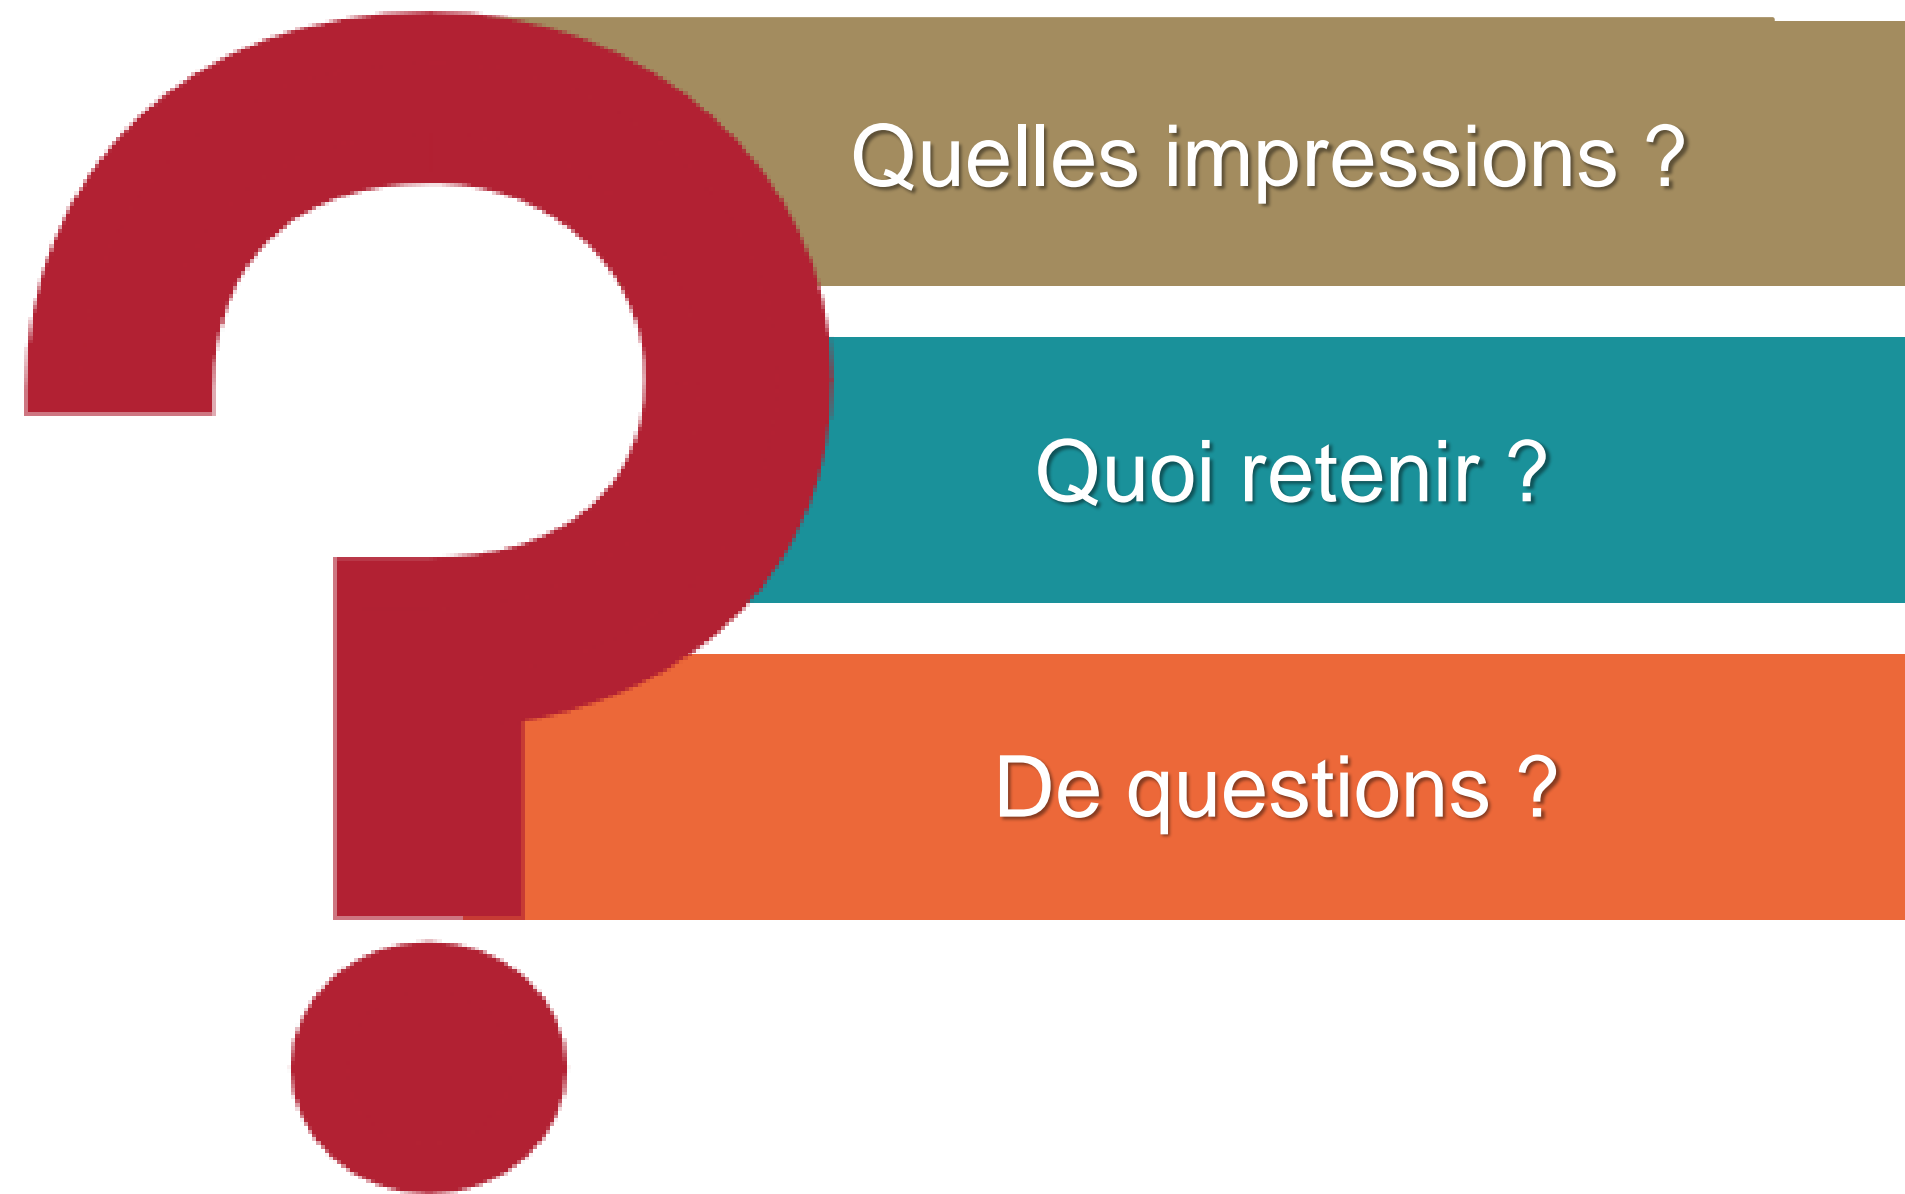 Quelles impressions ?
Quoi retenir ?
De questions ?